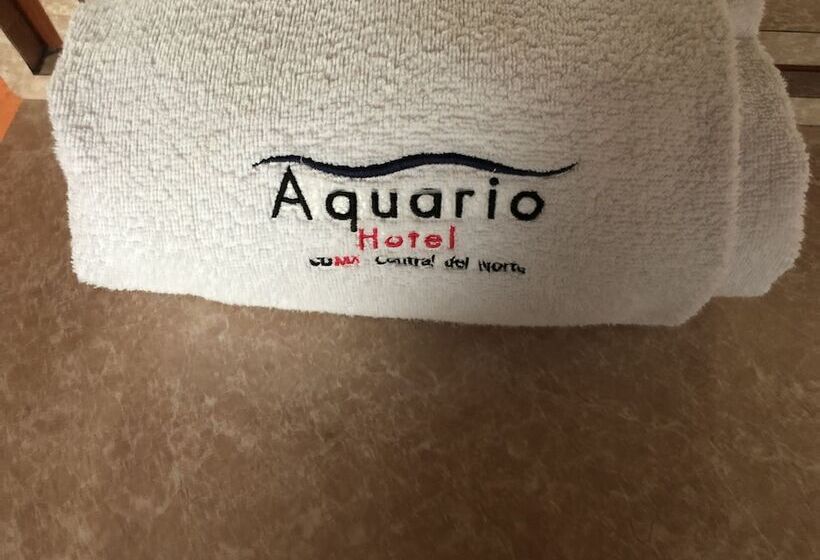 Aquario
Hotel
CDMX Central del Norte